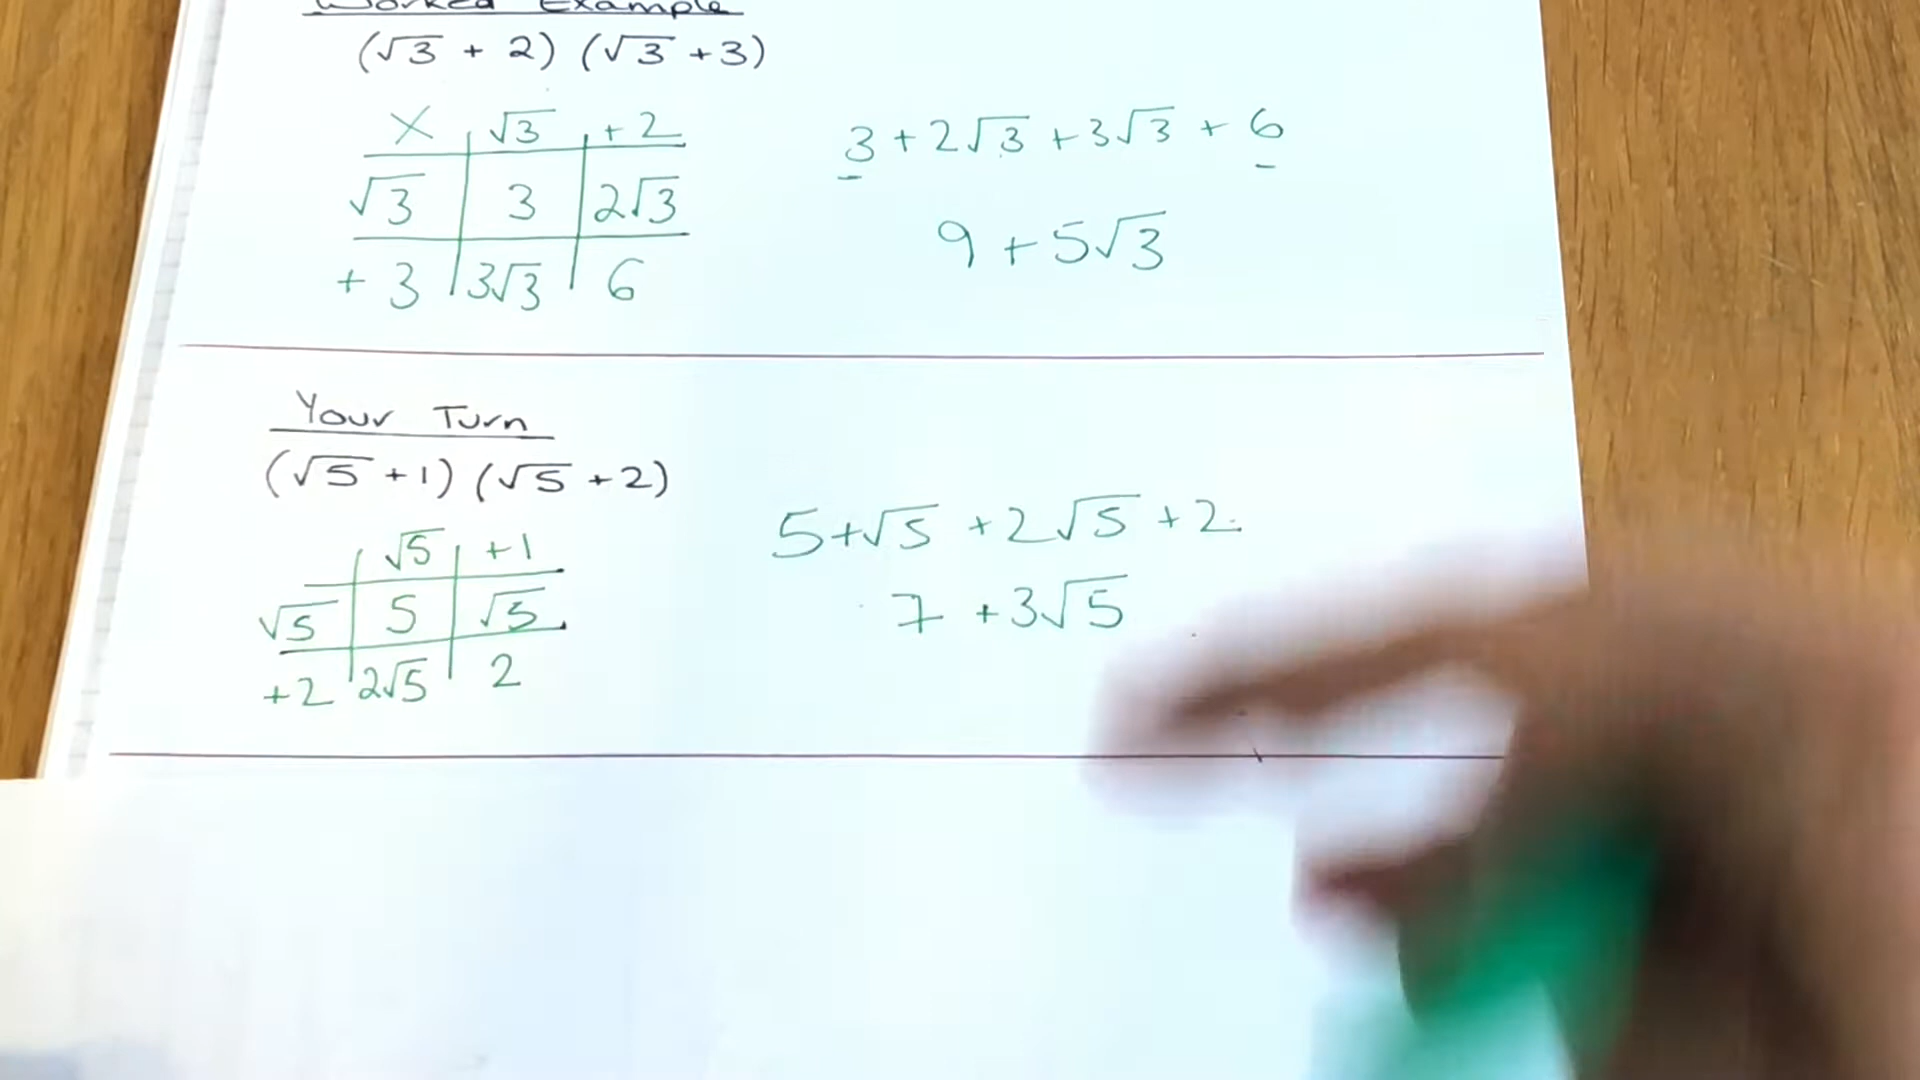 Worked Example
(√3 + 2) (√3 + 3)
× √3 + 2
√3 3 2√3
+ 3 3√3 6
3 + 2√3 + 3√3 + 6
9 + 5√3
Your Turn
(√5 + 1) (√5 + 2)
√5 + 1
√5 5 √5
+2 2√5 2
5 + √5 + 2√5 + 2
7 + 3√5